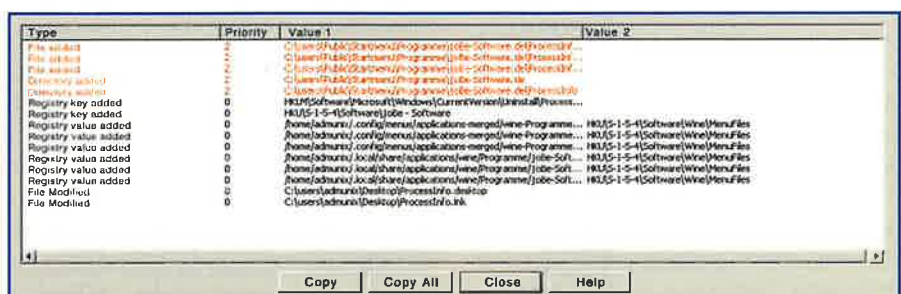 Type Priority Value 1 Value 2
File added 2 C:\users\Public\Startmenü\Programme\JoBe-Software.de\ProcessInf...
File added 2 C:\users\Public\Startmenü\Programme\JoBe-Software.de\ProcessInf...
File added 2 C:\users\Public\Startmenü\Programme\JoBe-Software.de\ProcessInf...
Directory added 2 C:\users\Public\Startmenü\Programme\JoBe-Software.de
Directory added 2 C:\users\Public\Startmenü\Programme\JoBe-Software.de\ProcessInfo
Registry key added 0 HKLM\Software\Microsoft\Windows\CurrentVersion\Uninstall\Process...
Registry key added 0 HKU\S-1-5-4\Software\JoBe - Software
Registry value added 0 /home/admunix/.config/menus/applications-merged/wine-Programme... HKU\S-1-5-4\Software\Wine\MenuFiles
Registry value added 0 /home/admunix/.config/menus/applications-merged/wine-Programme... HKU\S-1-5-4\Software\Wine\MenuFiles
Registry value added 0 /home/admunix/.config/menus/applications-merged/wine-Programme... HKU\S-1-5-4\Software\Wine\MenuFiles
Registry value added 0 /home/admunix/.local/share/applications/wine/Programme/JoBe-Soft... HKU\S-1-5-4\Software\Wine\MenuFiles
Registry value added 0 /home/admunix/.local/share/applications/wine/Programme/JoBe-Soft... HKU\S-1-5-4\Software\Wine\MenuFiles
Registry value added 0 /home/admunix/.local/share/applications/wine/Programme/JoBe-Soft... HKU\S-1-5-4\Software\Wine\MenuFiles
File Modified 0 C:\users\admunix\Desktop\ProcessInfo.desktop
File Modified 0 C:\users\admunix\Desktop\ProcessInfo.lnk
Copy Copy All Close Help